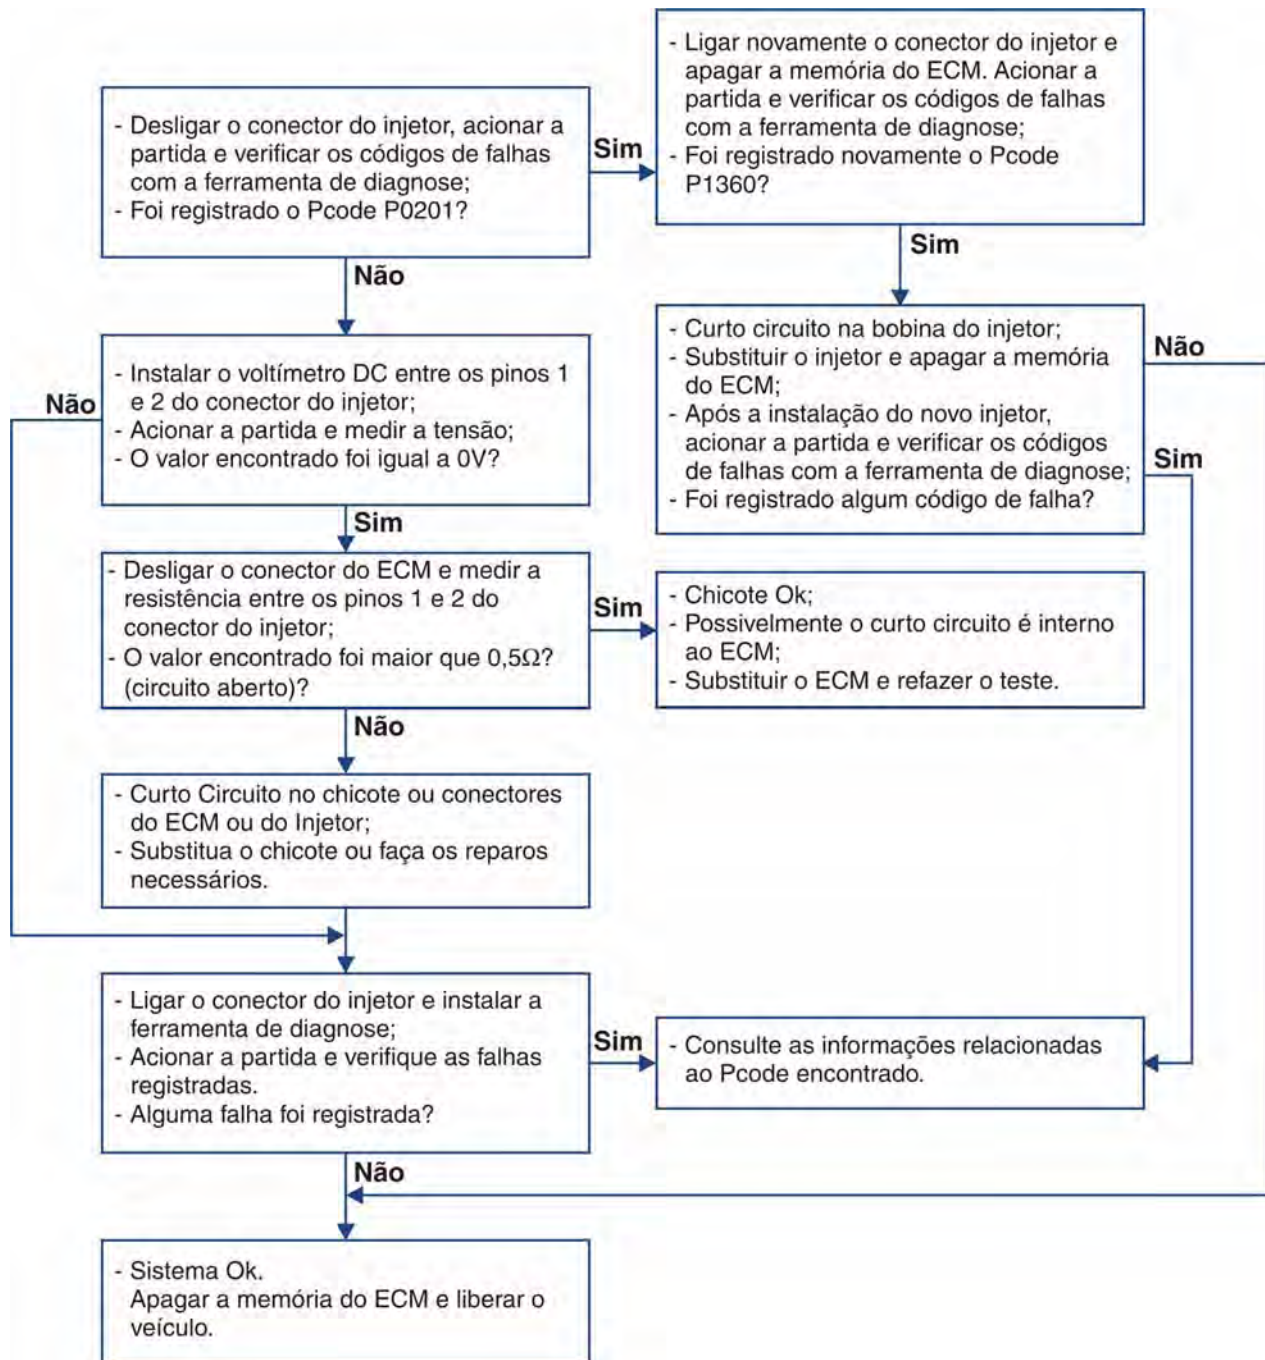 - Desligar o conector do injetor, acionar a
partida e verificar os códigos de falhas
com a ferramenta de diagnose;
- Foi registrado o Pcode P0201?
Sim
- Ligar novamente o conector do injetor e
apagar a memória do ECM. Acionar a
partida e verificar os códigos de falhas
com a ferramenta de diagnose;
- Foi registrado novamente o Pcode
P1360?
Não
Sim
- Instalar o voltímetro DC entre os pinos 1
e 2 do conector do injetor;
- Acionar a partida e medir a tensão;
- O valor encontrado foi igual a 0V?
Não
- Curto circuito na bobina do injetor;
- Substituir o injetor e apagar a memória
do ECM;
- Após a instalação do novo injetor,
acionar a partida e verificar os códigos
de falhas com a ferramenta de diagnose;
- Foi registrado algum código de falha?
Não
Sim
Sim
- Desligar o conector do ECM e medir a
resistência entre os pinos 1 e 2 do
conector do injetor;
- O valor encontrado foi maior que 0,5Ω?
(circuito aberto)?
Sim
- Chicote Ok;
- Possivelmente o curto circuito é interno
ao ECM;
- Substituir o ECM e refazer o teste.
Não
- Curto Circuito no chicote ou conectores
do ECM ou do Injetor;
- Substitua o chicote ou faça os reparos
necessários.
- Ligar o conector do injetor e instalar a
ferramenta de diagnose;
- Acionar a partida e verifique as falhas
registradas.
- Alguma falha foi registrada?
Sim
- Consulte as informações relacionadas
ao Pcode encontrado.
Não
- Sistema Ok.
Apagar a memória do ECM e liberar o
veículo.